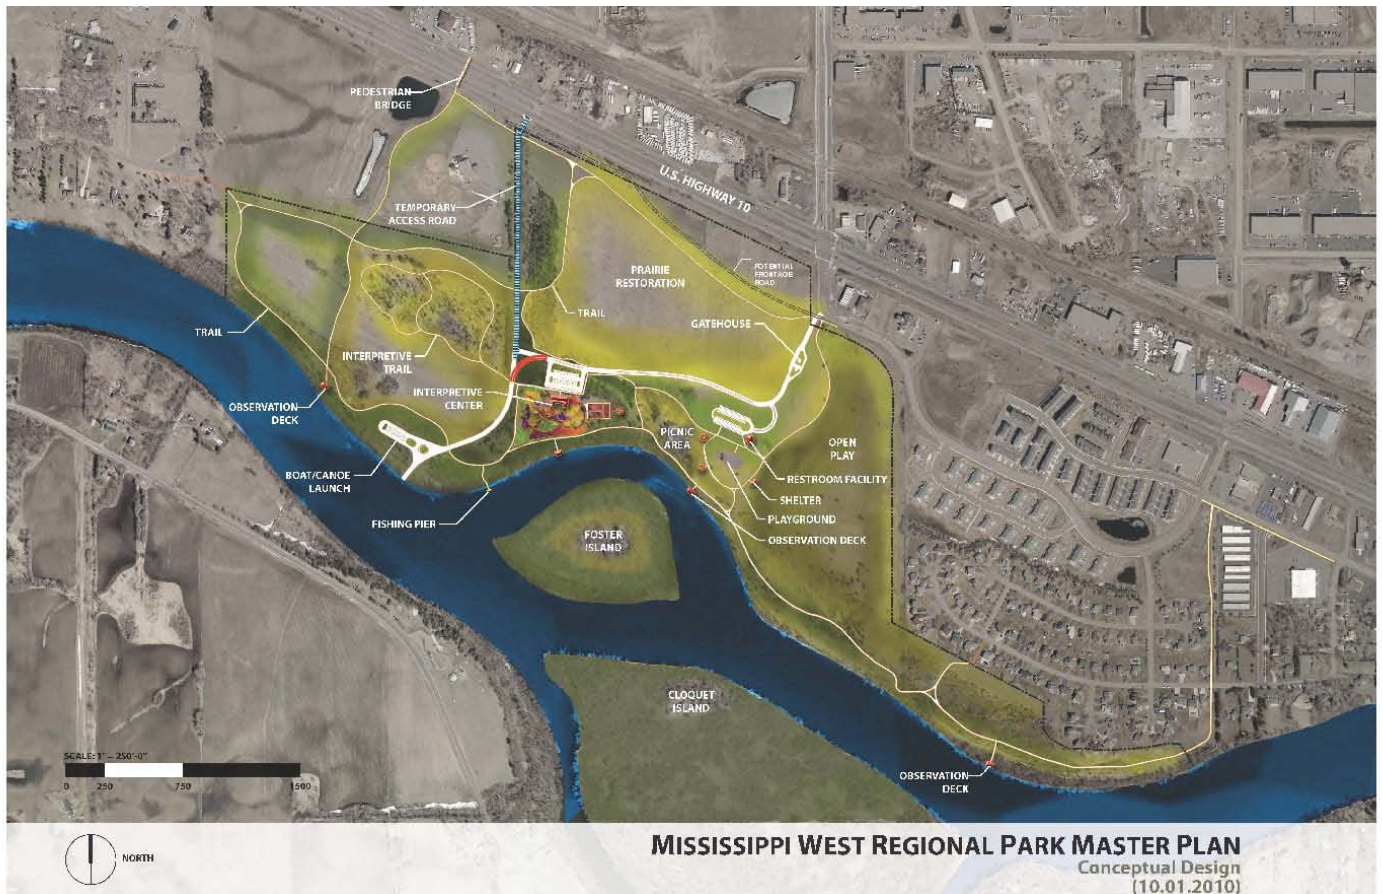 PEDESTRIAN
BRIDGE
U.S. HIGHWAY 10
TEMPORARY
ACCESS ROAD
PRAIRIE
RESTORATION
POTENTIAL
FRONTAGE
ROAD
TRAIL
GATEHOUSE
TRAIL
INTERPRETIVE
TRAIL
INTERPRETIVE
CENTER
OBSERVATION
DECK
PICNIC
AREA
OPEN
PLAY
BOAT/CANOE
LAUNCH
RESTROOM FACILITY
SHELTER
PLAYGROUND
FISHING PIER
OBSERVATION DECK
FOSTER
ISLAND
CLOQUET
ISLAND
OBSERVATION
DECK
SCALE: 1" = 250'-0"
0 250 750 1500
NORTH
MISSISSIPPI WEST REGIONAL PARK MASTER PLAN
Conceptual Design
(10.01.2010)